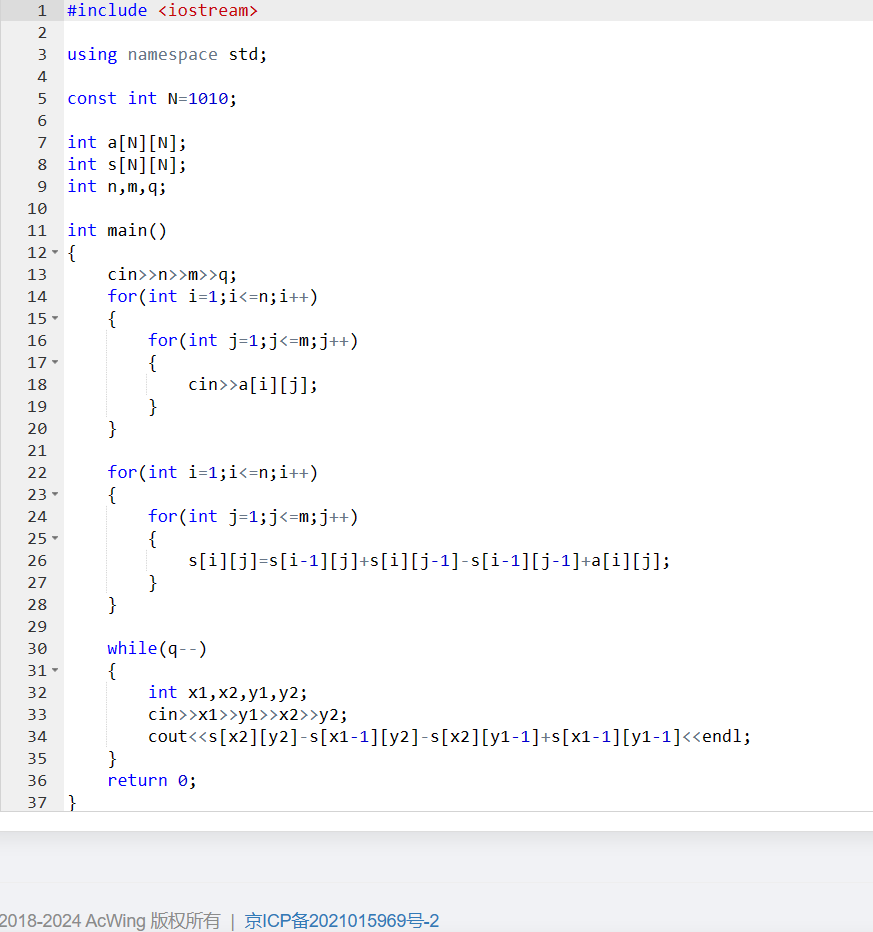 1 #include <iostream>
2
3 using namespace std;
4
5 const int N=1010;
6
7 int a[N][N];
8 int s[N][N];
9 int n,m,q;
10
11 int main()
12 {
13     cin>>n>>m>>q;
14     for(int i=1;i<=n;i++)
15     {
16         for(int j=1;j<=m;j++)
17         {
18             cin>>a[i][j];
19         }
20     }
21
22     for(int i=1;i<=n;i++)
23     {
24         for(int j=1;j<=m;j++)
25         {
26             s[i][j]=s[i-1][j]+s[i][j-1]-s[i-1][j-1]+a[i][j];
27         }
28     }
29
30     while(q--)
31     {
32         int x1,x2,y1,y2;
33         cin>>x1>>y1>>x2>>y2;
34         cout<<s[x2][y2]-s[x1-1][y2]-s[x2][y1-1]+s[x1-1][y1-1]<<endl;
35     }
36     return 0;
37 }
2018-2024 AcWing 版权所有 | 京ICP备2021015969号-2